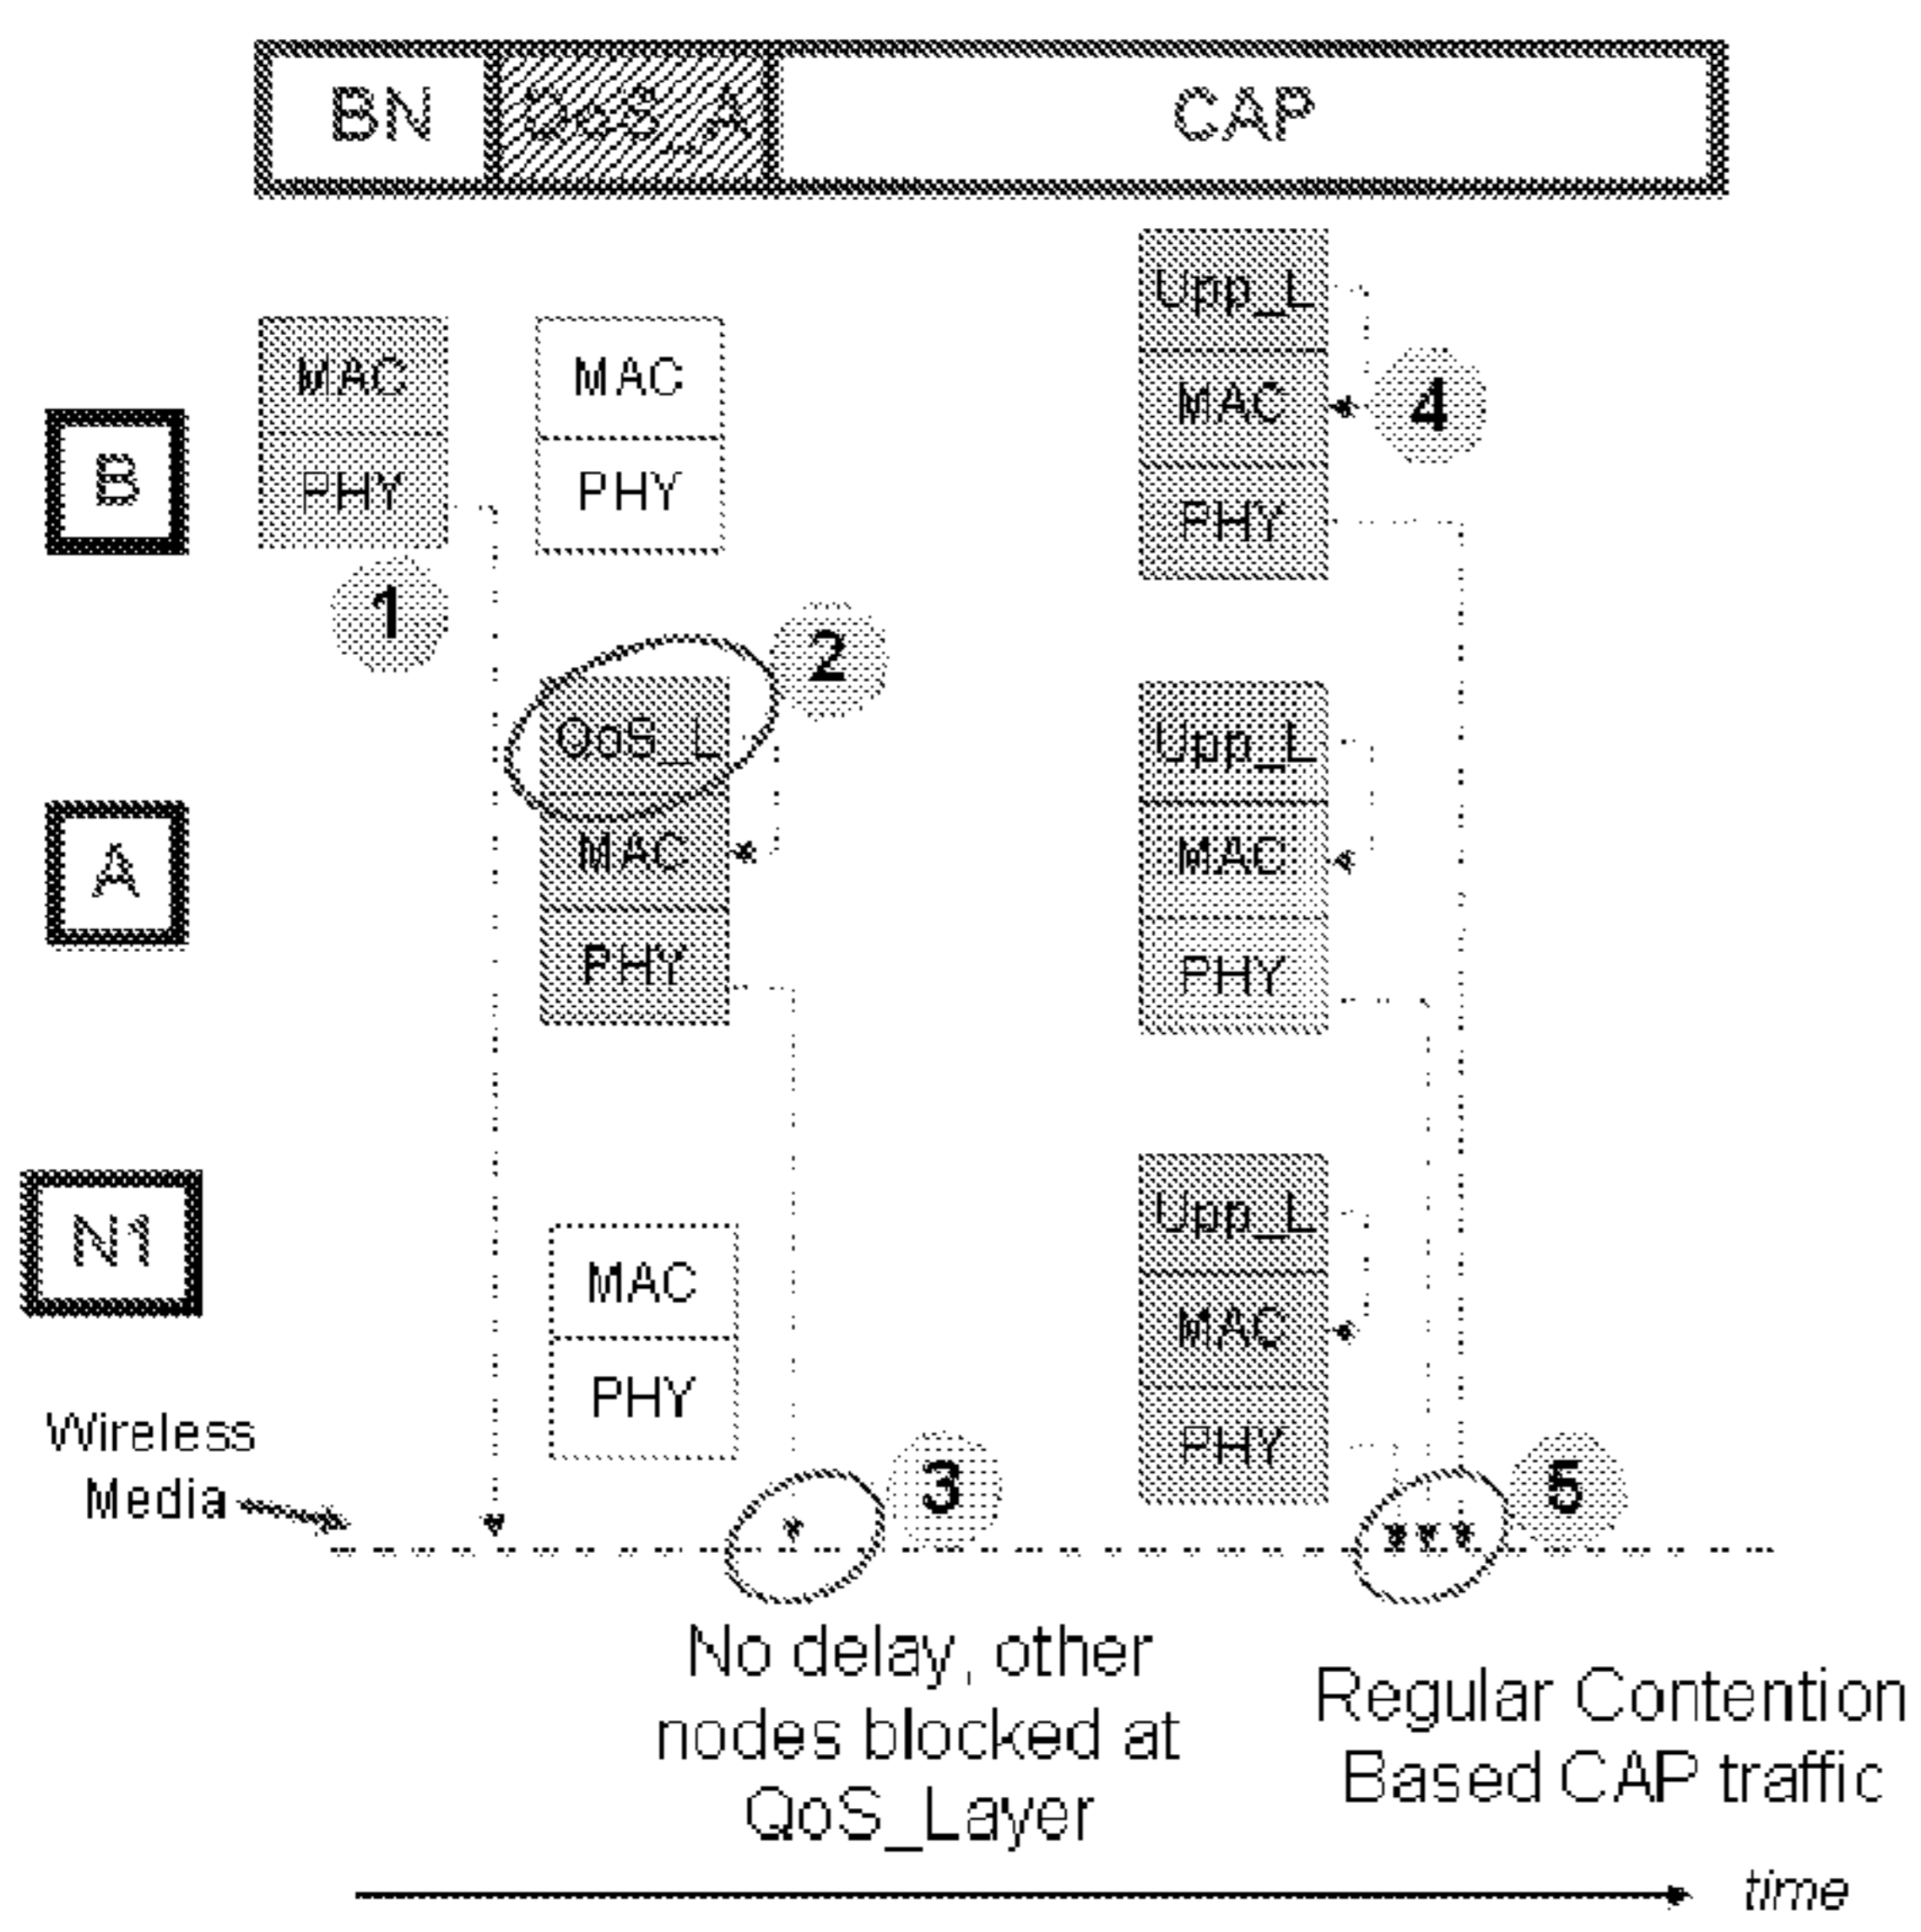 BN QoS_A CAP
Upp_L
MAC MAC MAC 4
B
PHY PHY PHY
1
2
QoS_L Upp_L
A MAC MAC
PHY PHY
Upp_L
N1 MAC MAC
PHY PHY
Wireless
Media
3 5
No delay, other
nodes blocked at
QoS_Layer
Regular Contention
Based CAP traffic
time